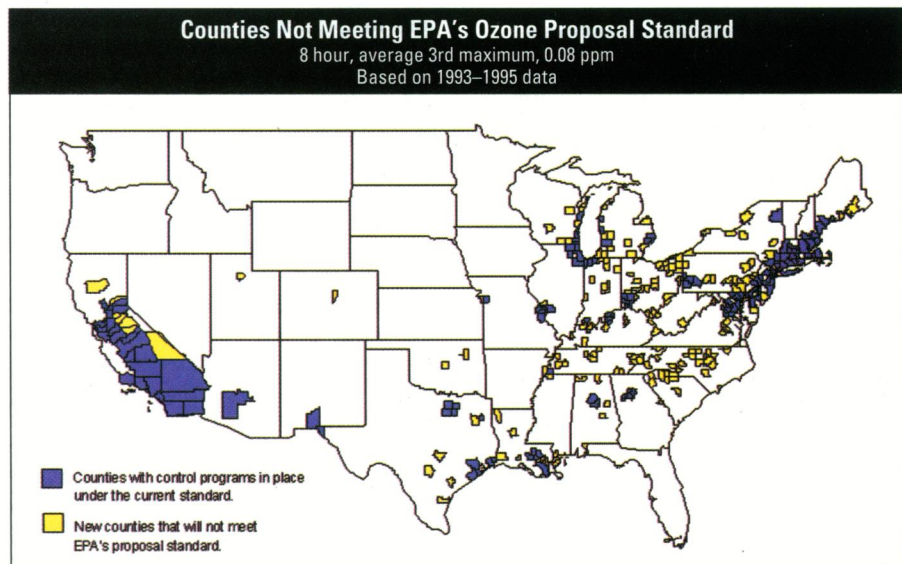 Counties Not Meeting EPA's Ozone Proposal Standard
8 hour, average 3rd maximum, 0.08 ppm
Based on 1993–1995 data
Counties with control programs in place
under the current standard.
New counties that will not meet
EPA's proposal standard.